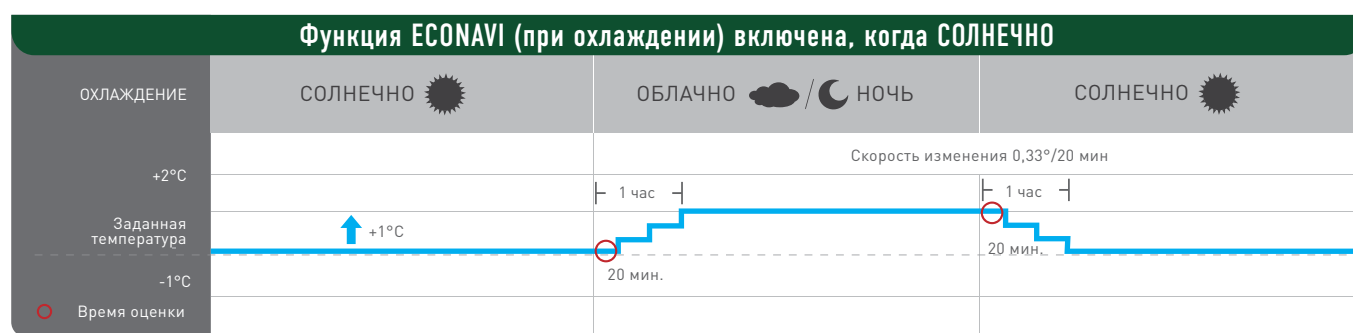 Функция ECONAVI (при охлаждении) включена, когда СОЛНЕЧНО
ОХЛАЖДЕНИЕ
СОЛНЕЧНО
ОБЛАЧНО / НОЧЬ
СОЛНЕЧНО
Скорость изменения 0,33°/20 мин
+2°C
1 час
1 час
Заданная
температура
+1°C
20 мин.
20 мин.
-1°C
Время оценки